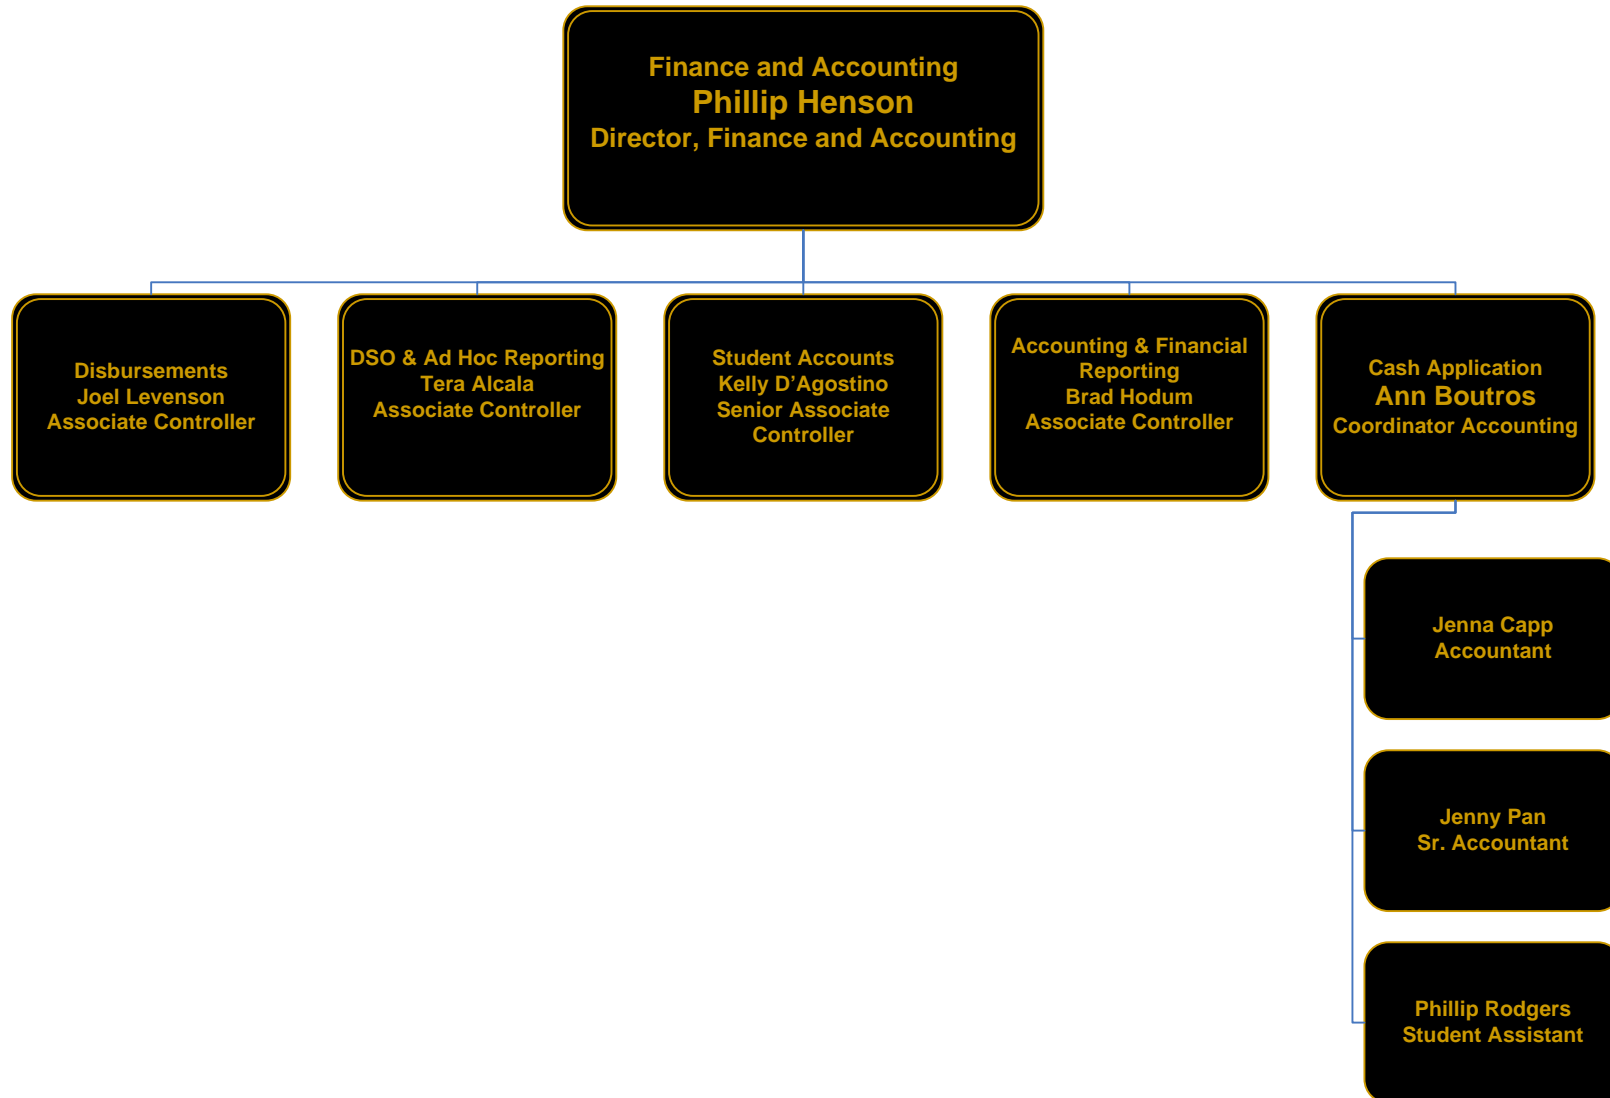 Finance and Accounting
Phillip Henson
Director, Finance and Accounting
Disbursements
Joel Levenson
Associate Controller
DSO & Ad Hoc Reporting
Tera Alcala
Associate Controller
Student Accounts
Kelly D’Agostino
Senior Associate
Controller
Accounting & Financial
Reporting
Brad Hodum
Associate Controller
Cash Application
Ann Boutros
Coordinator Accounting
Jenna Capp
Accountant
Jenny Pan
Sr. Accountant
Phillip Rodgers
Student Assistant